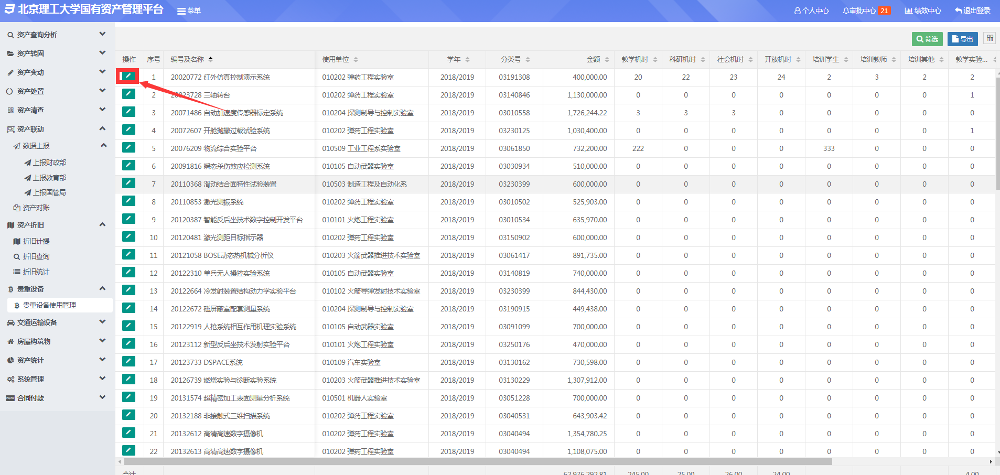 北京理工大学国有资产管理平台 菜单 个人中心 审批中心 21 绩效中心 退出登录
资产查询分析
资产转固
资产变动
资产处置
资产清查
资产联动
数据上报
上报财政部
上报教育部
上报国管局
资产对账
资产折旧
折旧计提
折旧查询
折旧统计
贵重设备
贵重设备使用管理
交通运输设备
房屋构筑物
资产统计
系统管理
合同付款
筛选 导出
操作 序号 编号及名称 使用单位 学年 分类号 金额 教学机时 科研机时 社会机时 开放机时 培训学生 培训教师 培训其他 教学实验...
1 20020772 红外仿真控制演示系统 010202 弹药工程实验室 2018/2019 03191308 400,000.00 20 22 23 24 2 3 2 2
2 20023728 三轴转台 010202 弹药工程实验室 2018/2019 03140846 1,130,000.00 0 0 0 0 0 0 0 1
3 20071486 自动加速度传感器标定系统 010204 探测制导与控制实验室 2018/2019 03010558 1,726,244.22 3 3 3 0 0 0 0 0
4 20072607 开舱抛撒过载试验系统 010202 弹药工程实验室 2018/2019 03230125 1,030,400.00 0 0 0 0 0 0 0 1
5 20076209 物流综合实验平台 010509 工业工程系实验室 2018/2019 03061850 732,200.00 222 0 0 0 333 0 0 0
6 20091816 瞬态杀伤效应检测系统 010105 自动武器实验室 2018/2019 03030934 510,000.00 0 0 0 0 0 0 0 0
7 20110368 滑动结合面特性试验装置 010503 制造工程及自动化系 2018/2019 03230399 600,000.00 0 0 0 0 0 0 0 0
8 20110853 激光测振系统 010202 弹药工程实验室 2018/2019 03010502 525,903.00 0 0 0 0 0 0 0 0
9 20120387 智能反后坐技术数字控制开发平台 010101 火炮工程实验室 2018/2019 03010534 635,970.00 0 0 0 0 0 0 0 0
10 20120481 激光测距目标指示器 010202 弹药工程实验室 2018/2019 03150902 600,000.00 0 0 0 0 0 0 0 0
11 20121058 BOSE动态热机械分析仪 010203 火箭武器推进技术实验室 2018/2019 03061417 891,735.00 0 0 0 0 0 0 0 0
12 20122310 单兵无人操控实验系统 010105 自动武器实验室 2018/2019 03140819 740,000.00 0 0 0 0 0 0 0 0
13 20122664 冷发射装置结构动力学实验平台 010102 火箭导弹发射技术实验室 2018/2019 03230399 844,430.00 0 0 0 0 0 0 0 0
14 20122672 磁屏蔽室配套测量系统 010204 探测制导与控制实验室 2018/2019 03190915 449,438.00 0 0 0 0 0 0 0 0
15 20122919 人枪系统相互作用机理实验系统 010105 自动武器实验室 2018/2019 03091099 700,000.00 0 0 0 0 0 0 0 0
16 20123112 新型反后坐技术发射实验平台 010101 火炮工程实验室 2018/2019 03250176 470,000.00 0 0 0 0 0 0 0 0
17 20123733 DSPACE系统 010109 汽车实验室 2018/2019 03130162 730,598.00 0 0 0 0 0 0 0 0
18 20126739 燃烧实验与诊断实验系统 010203 火箭武器推进技术实验室 2018/2019 03130229 1,307,912.00 0 0 0 0 0 0 0 0
19 20131574 超精密加工表面测量分析系统 010501 机器人实验室 2018/2019 03051228 700,000.00 0 0 0 0 0 0 0 0
20 20132188 非接触式三维扫描系统 010202 弹药工程实验室 2018/2019 03040531 643,903.42 0 0 0 0 0 0 0 0
21 20132612 高清高速数字摄像机 010202 弹药工程实验室 2018/2019 03040494 1,354,780.25 0 0 0 0 0 0 0 0
22 20132613 高清高速数字摄像机 010202 弹药工程实验室 2018/2019 03040494 1,108,075.00 0 0 0 0 0 0 0 0
合计 62,976,292.81 245.00 25.00 26.00 24.00 4.00